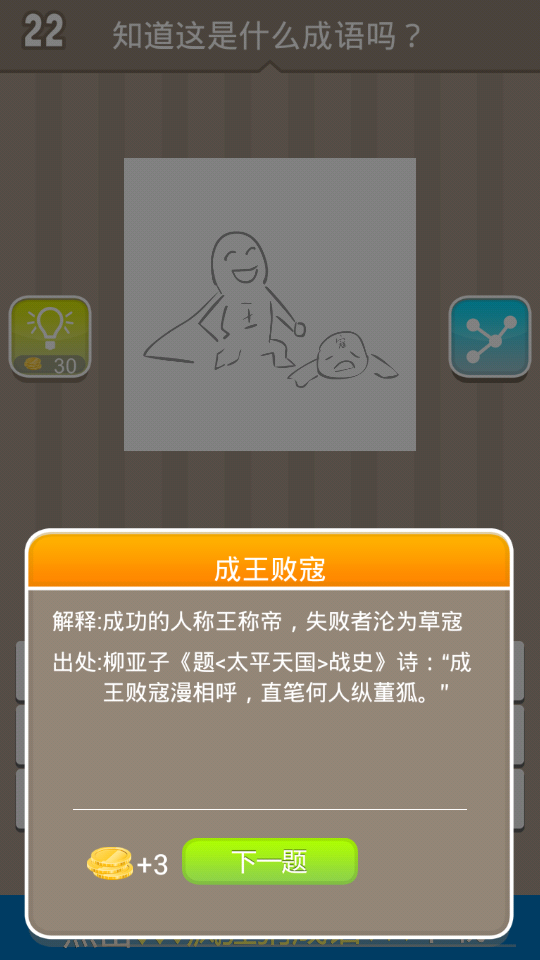 22
知道这是什么成语吗？
王
寇
30
成王败寇
解释:成功的人称王称帝，失败者沦为草寇
出处:柳亚子《题<太平天国>战史》诗：“成
王败寇漫相呼，直笔何人纵董狐。”
+3
下一题